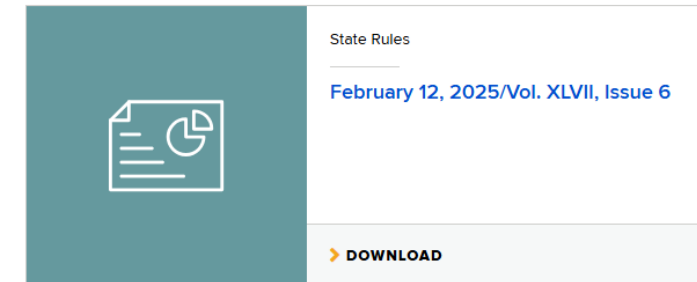 State Rules
February 12, 2025/Vol. XLVII, Issue 6
DOWNLOAD